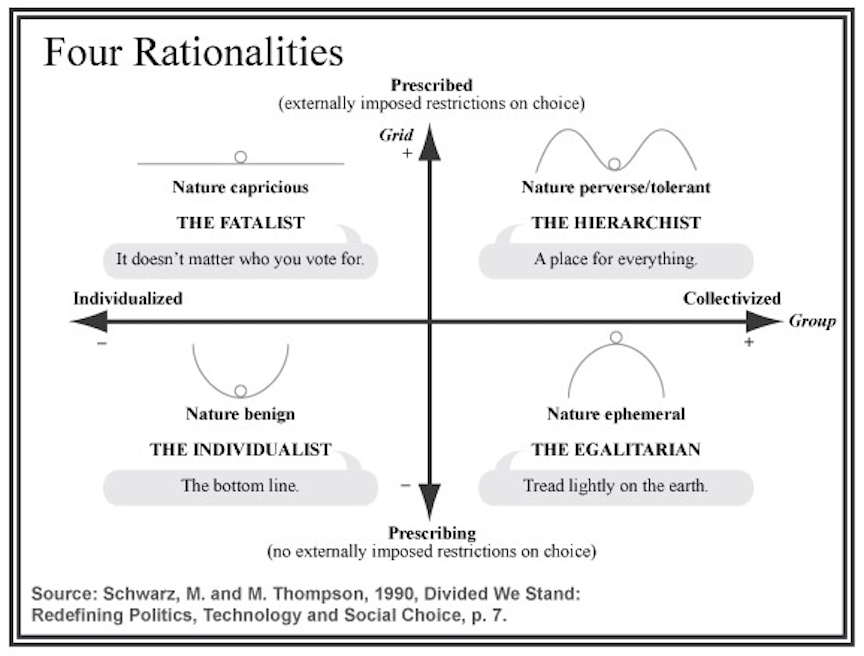 Four Rationalities
Prescribed
(externally imposed restrictions on choice)
Grid
+
Nature capricious
THE FATALIST
It doesn't matter who you vote for.
Nature perverse/tolerant
THE HIERARCHIST
A place for everything.
Individualized
–
Collectivized
Group
+
Nature benign
THE INDIVIDUALIST
The bottom line.
Nature ephemeral
THE EGALITARIAN
Tread lightly on the earth.
–
Prescribing
(no externally imposed restrictions on choice)
Source: Schwarz, M. and M. Thompson, 1990, Divided We Stand:
Redefining Politics, Technology and Social Choice, p. 7.